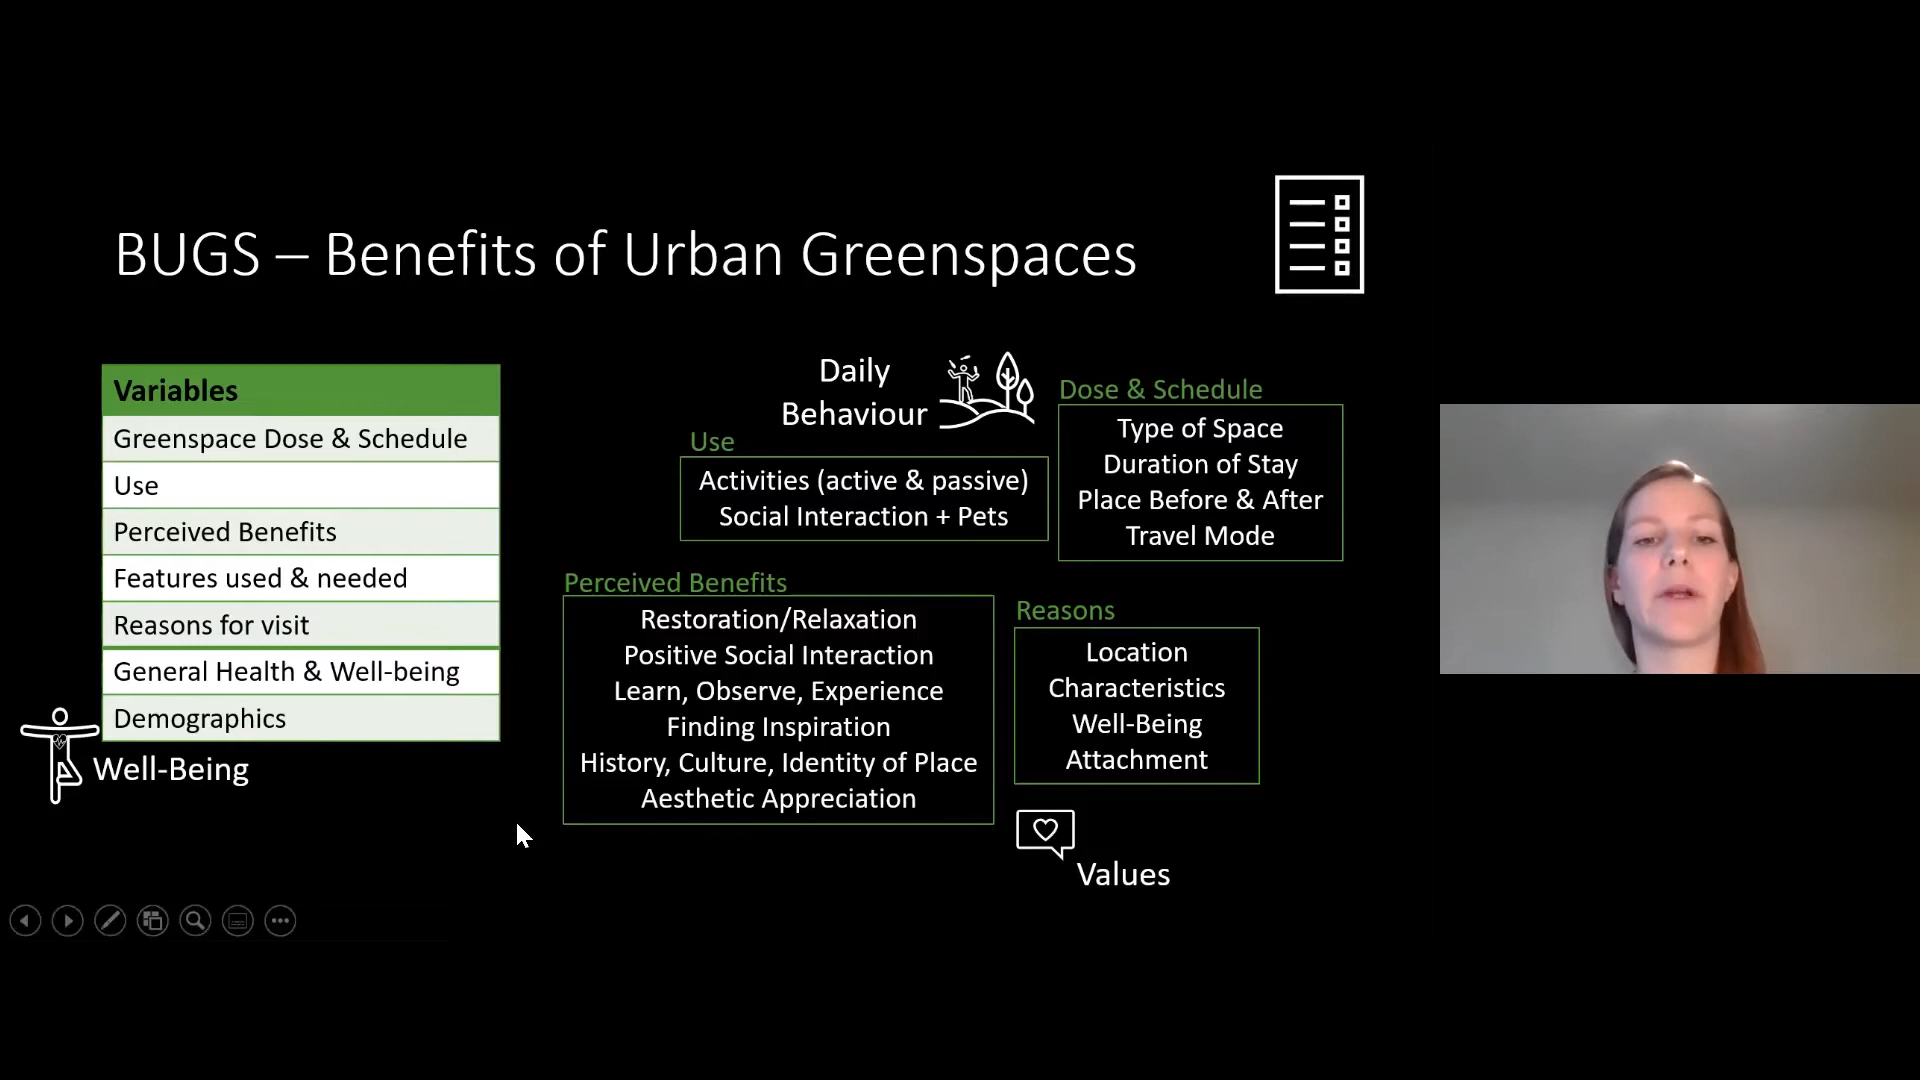 BUGS – Benefits of Urban Greenspaces
Variables
Greenspace Dose & Schedule
Use
Perceived Benefits
Features used & needed
Reasons for visit
General Health & Well-being
Demographics
Well-Being
Daily
Behaviour
Use
Activities (active & passive)
Social Interaction + Pets
Dose & Schedule
Type of Space
Duration of Stay
Place Before & After
Travel Mode
Perceived Benefits
Restoration/Relaxation
Positive Social Interaction
Learn, Observe, Experience
Finding Inspiration
History, Culture, Identity of Place
Aesthetic Appreciation
Reasons
Location
Characteristics
Well-Being
Attachment
Values